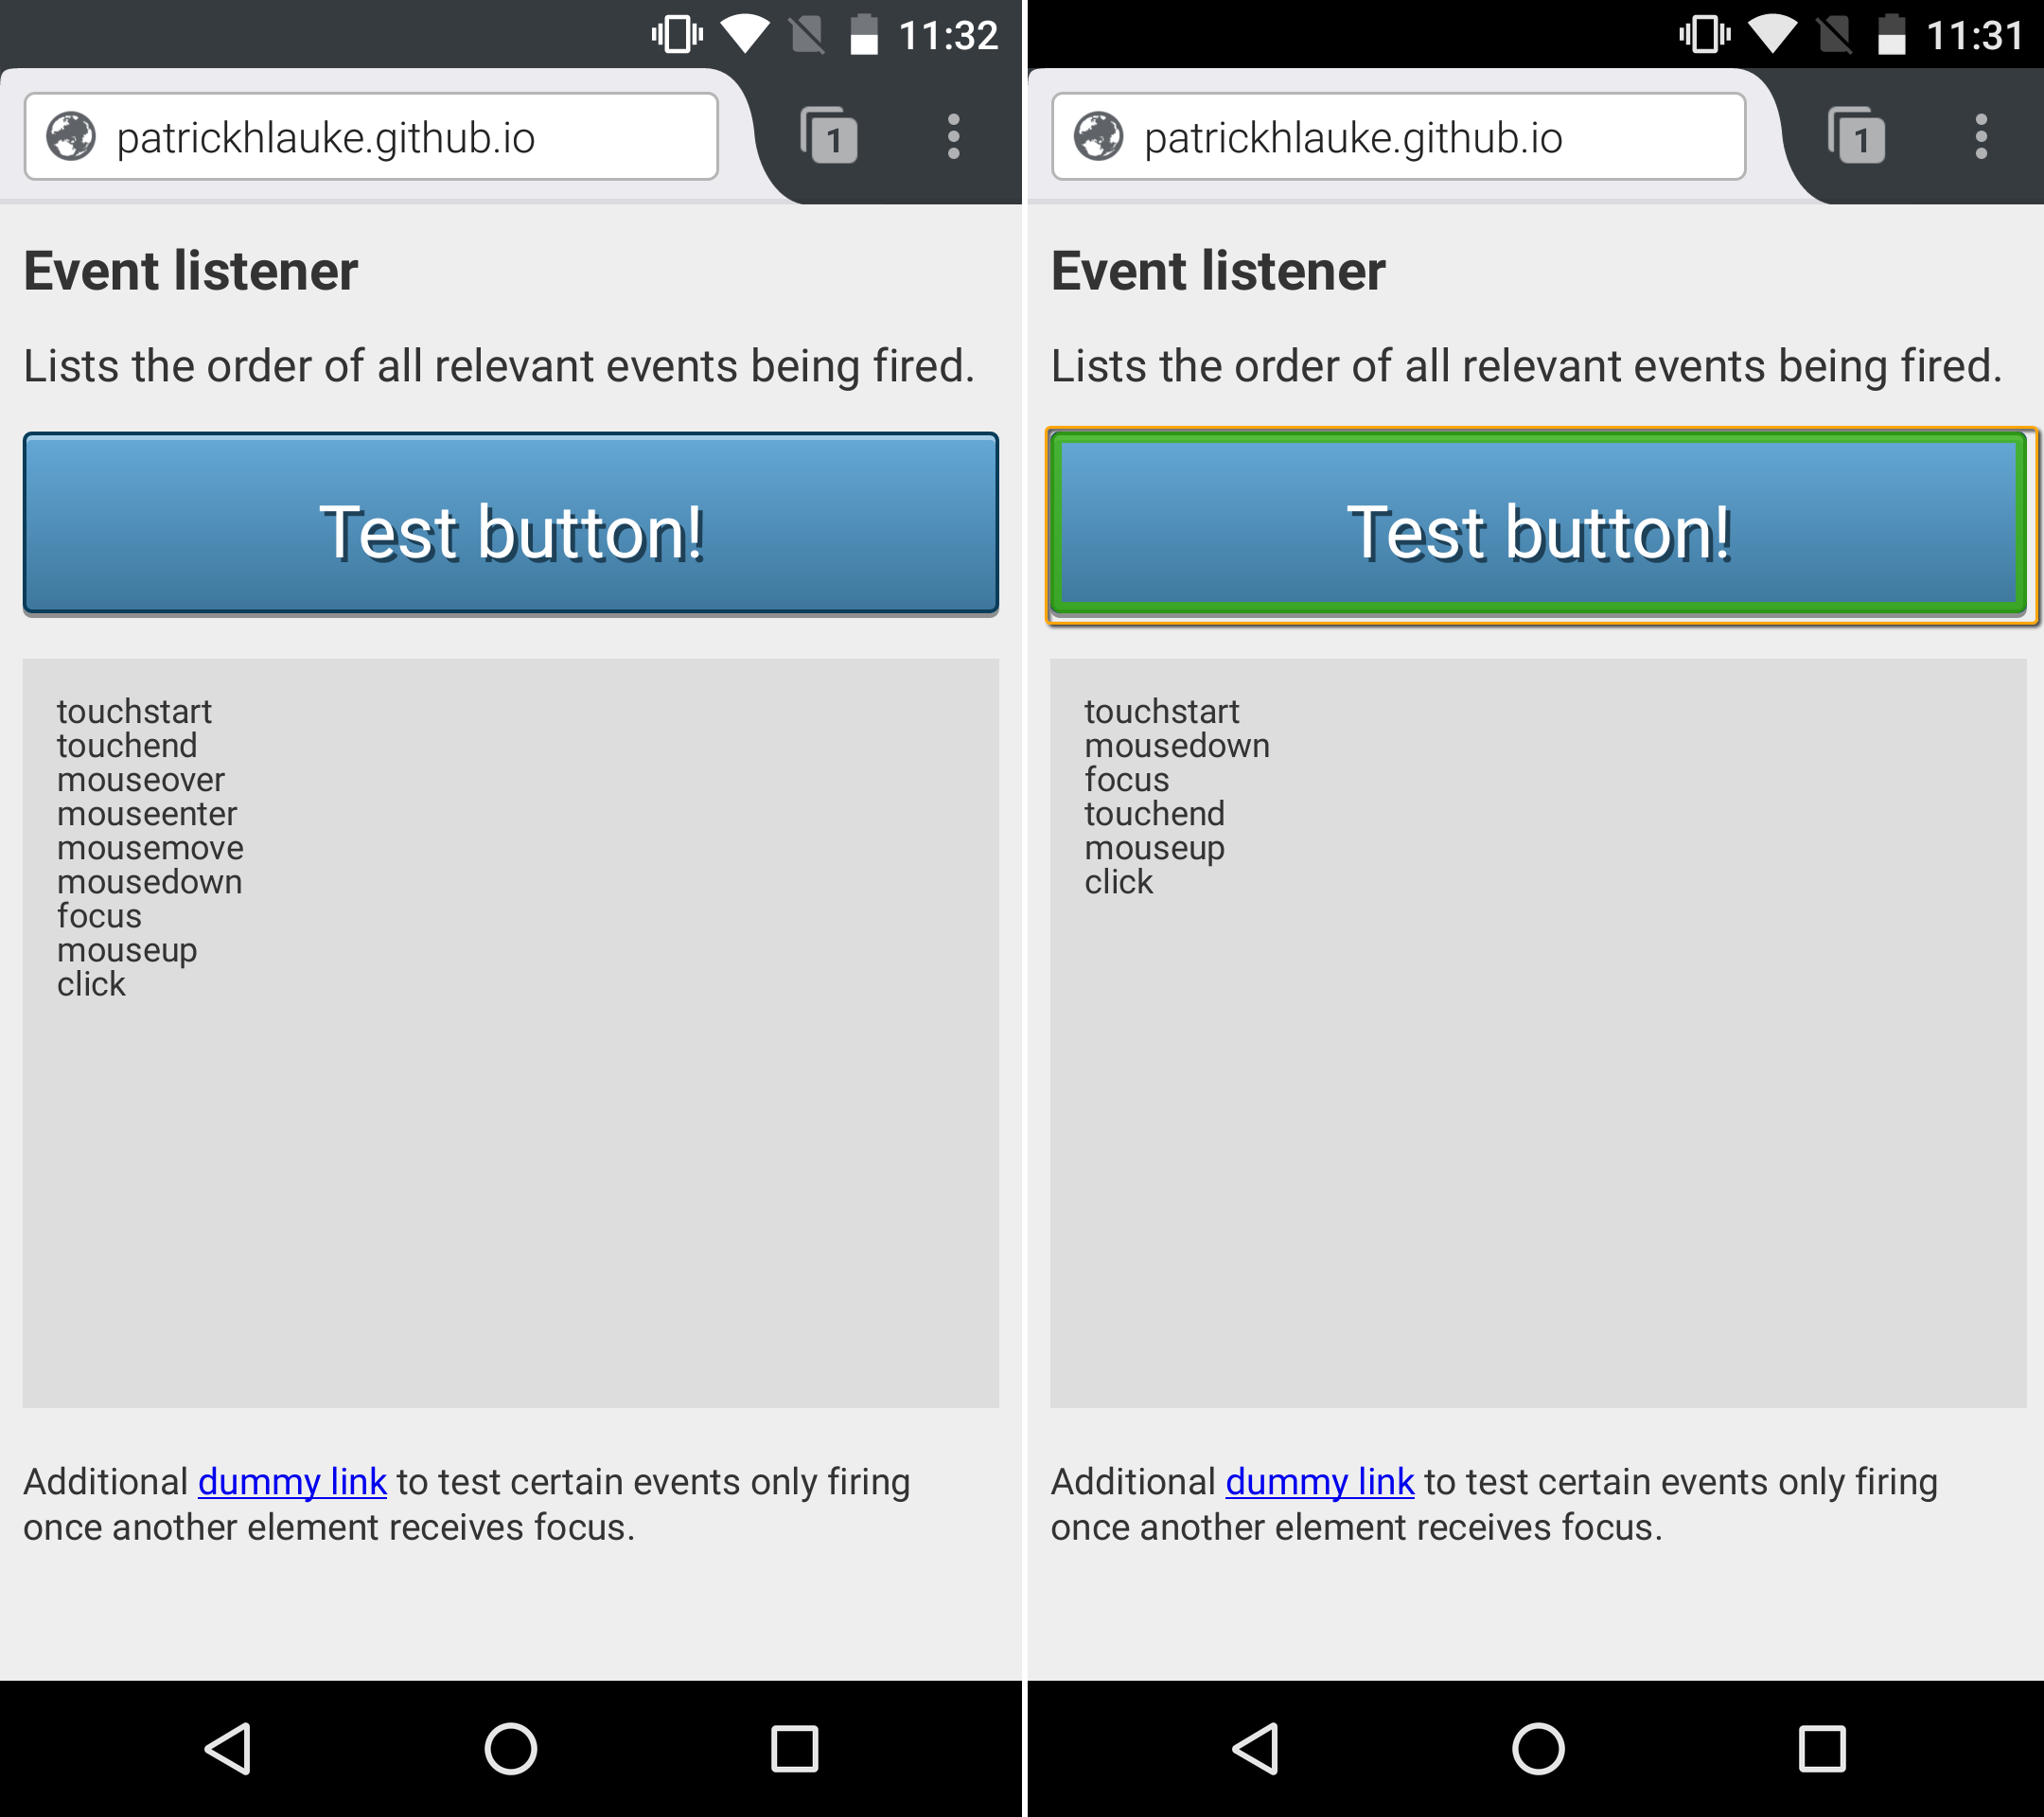 11:32
patrickhlauke.github.io
1
Event listener
Lists the order of all relevant events being fired.
Test button!
touchstart
touchend
mouseover
mouseenter
mousemove
mousedown
focus
mouseup
click
Additional dummy link to test certain events only firing
once another element receives focus.
11:31
patrickhlauke.github.io
1
Event listener
Lists the order of all relevant events being fired.
Test button!
touchstart
mousedown
focus
touchend
mouseup
click
Additional dummy link to test certain events only firing
once another element receives focus.